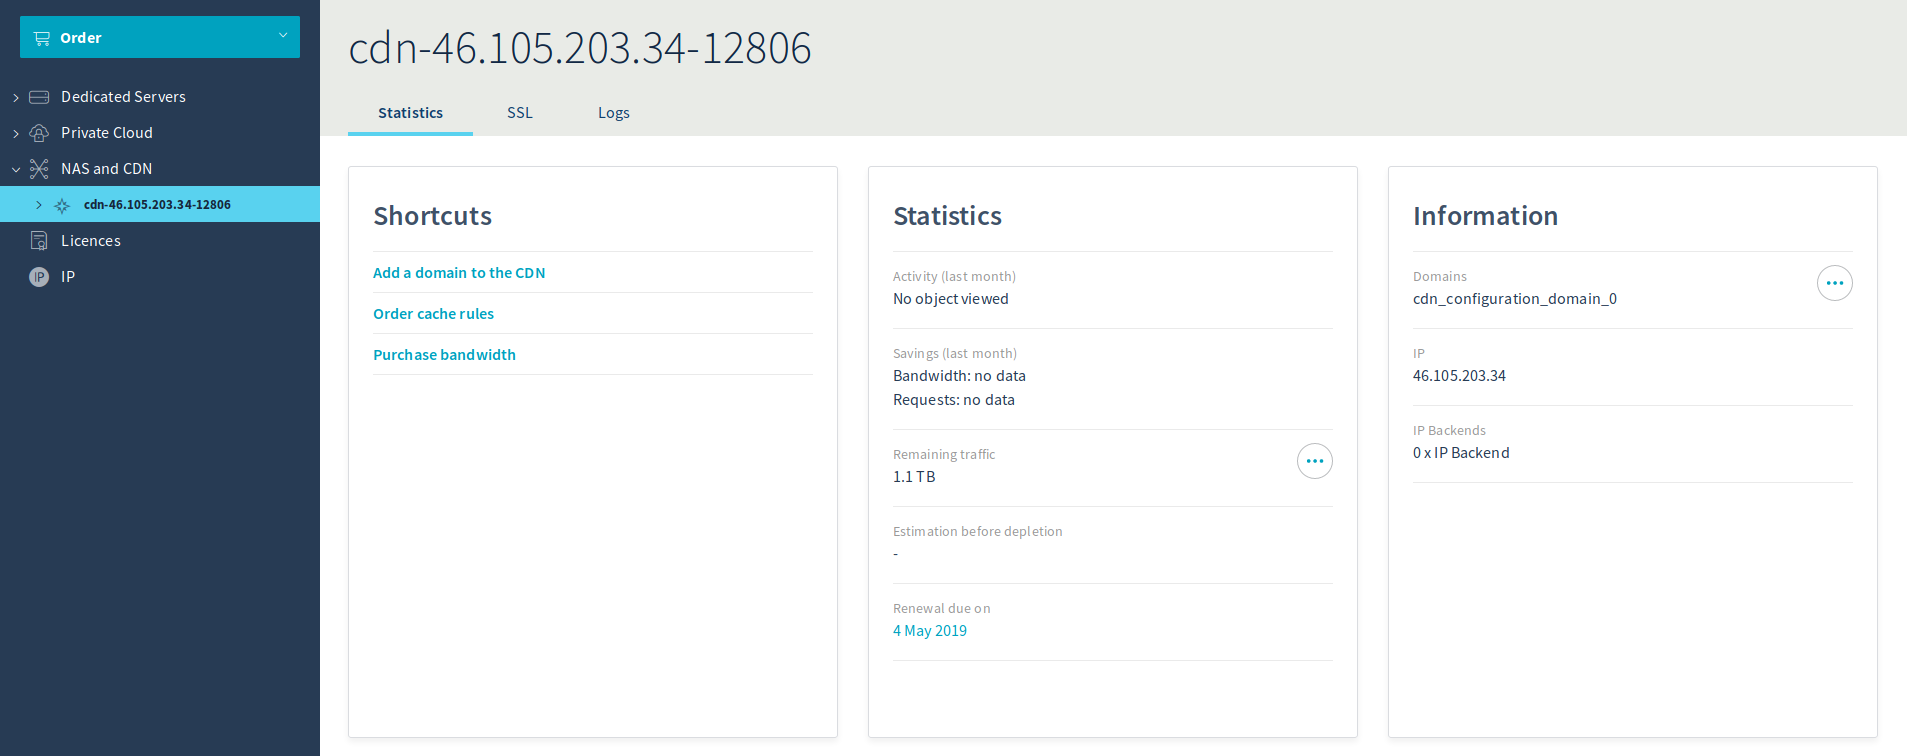 Order
Dedicated Servers
Private Cloud
NAS and CDN
cdn-46.105.203.34-12806
Licences
IP IP
cdn-46.105.203.34-12806
Statistics SSL Logs
Shortcuts
Add a domain to the CDN
Order cache rules
Purchase bandwidth
Statistics
Activity (last month)
No object viewed
Savings (last month)
Bandwidth: no data
Requests: no data
Remaining traffic
1.1 TB
Estimation before depletion
-
Renewal due on
4 May 2019
Information
Domains
cdn_configuration_domain_0
IP
46.105.203.34
IP Backends
0 x IP Backend